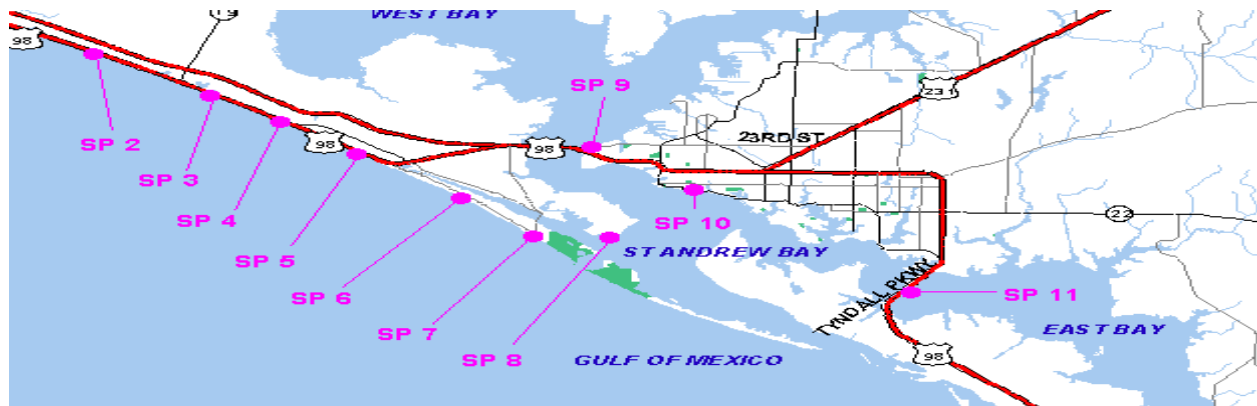 WEST BAY
19
98
SP 2
SP 9
231
23RD ST
98
98
SP 3
SP 4
SP 10
22
SP 5
ST ANDREW BAY
SP 6
TYNDALL PKWY
SP 11
SP 7
EAST BAY
SP 8
GULF OF MEXICO
98